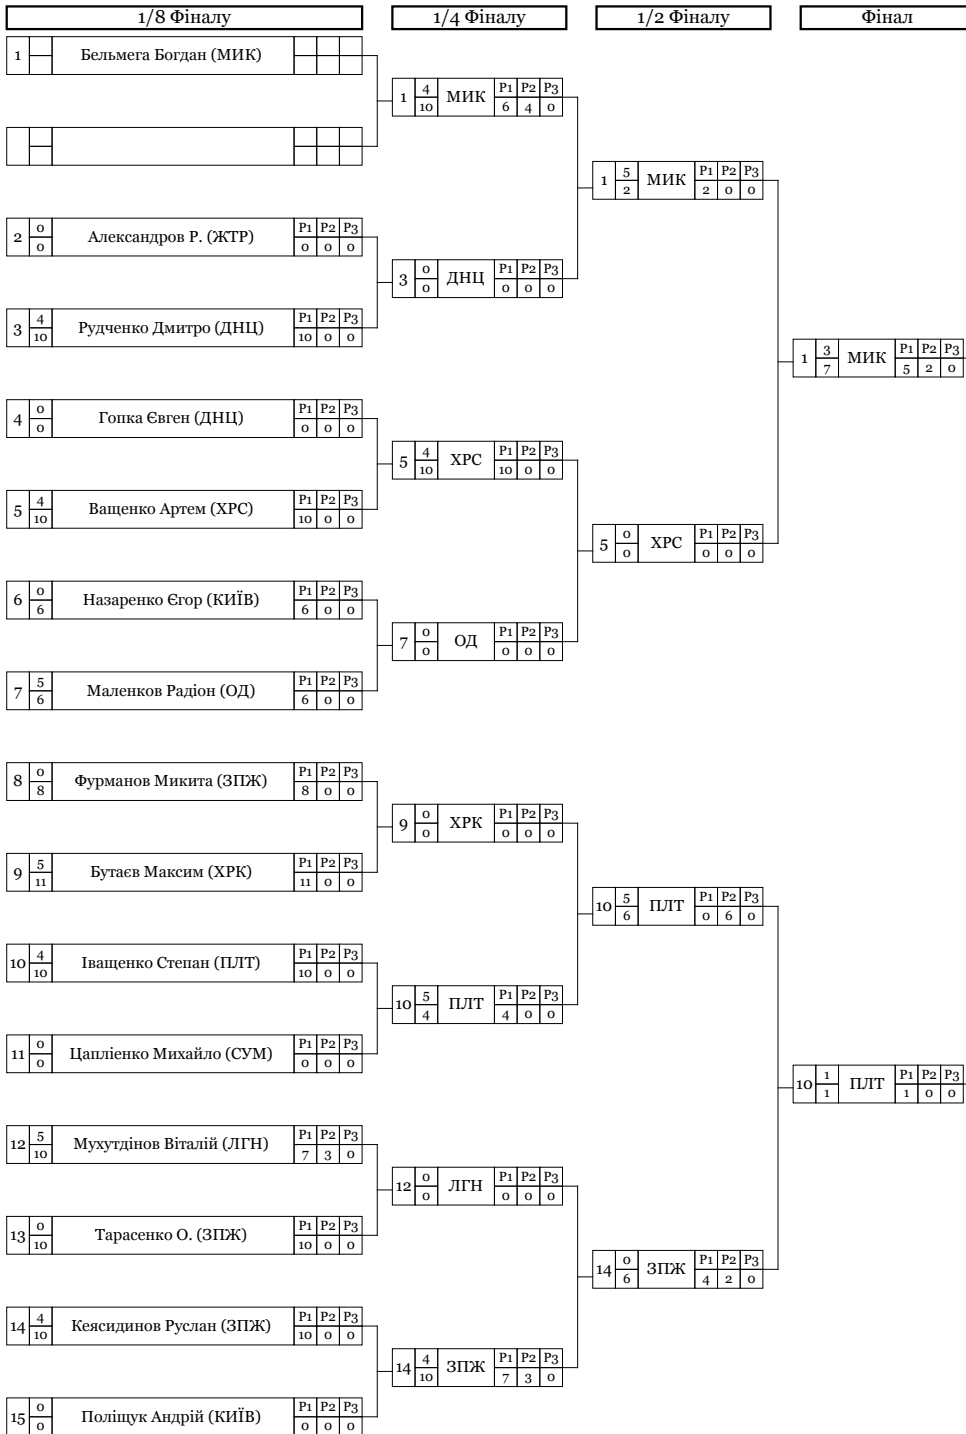 1/8 Фіналу 1/4 Фіналу 1/2 Фіналу Фінал
1 Бельмега Богдан (МИК)
1 4 МИК P1 P2 P3
10 6 4 0
1 5 МИК P1 P2 P3
2 2 0 0
2 0 Александров Р. (ЖТР) P1 P2 P3
0 0 0 0
3 0 ДНЦ P1 P2 P3
0 0 0 0
3 4 Рудченко Дмитро (ДНЦ) P1 P2 P3
10 10 0 0
1 3 МИК P1 P2 P3
7 5 2 0
4 0 Гопка Євген (ДНЦ) P1 P2 P3
0 0 0 0
5 4 ХРС P1 P2 P3
10 10 0 0
5 4 Ващенко Артем (ХРС) P1 P2 P3
10 10 0 0
5 0 ХРС P1 P2 P3
0 0 0 0
6 0 Назаренко Єгор (КИЇВ) P1 P2 P3
6 6 0 0
7 0 ОД P1 P2 P3
0 0 0 0
7 5 Маленков Радіон (ОД) P1 P2 P3
6 6 0 0
8 0 Фурманов Микита (ЗПЖ) P1 P2 P3
8 8 0 0
9 0 ХРК P1 P2 P3
0 0 0 0
9 5 Бутаєв Максим (ХРК) P1 P2 P3
11 11 0 0
10 5 ПЛТ P1 P2 P3
6 0 6 0
10 4 Іващенко Степан (ПЛТ) P1 P2 P3
10 10 0 0
10 5 ПЛТ P1 P2 P3
4 4 0 0
11 0 Цаплієнко Михайло (СУМ) P1 P2 P3
0 0 0 0
10 1 ПЛТ P1 P2 P3
1 1 0 0
12 5 Мухутдінов Віталій (ЛГН) P1 P2 P3
10 7 3 0
12 0 ЛГН P1 P2 P3
0 0 0 0
13 0 Тарасенко О. (ЗПЖ) P1 P2 P3
10 10 0 0
14 0 ЗПЖ P1 P2 P3
6 4 2 0
14 4 Кеясидинов Руслан (ЗПЖ) P1 P2 P3
10 10 0 0
14 4 ЗПЖ P1 P2 P3
10 7 3 0
15 0 Поліщук Андрій (КИЇВ) P1 P2 P3
0 0 0 0